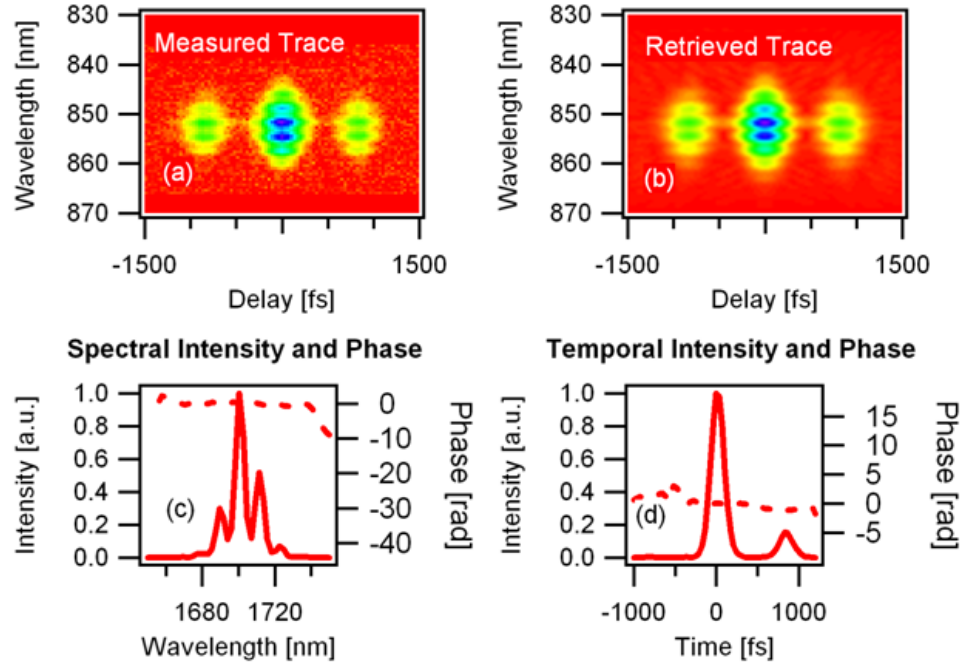 830
840
850
860
870
Wavelength [nm]
Measured Trace
(a)
-1500
1500
Delay [fs]
830
840
850
860
870
Wavelength [nm]
Retrieved Trace
(b)
-1500
1500
Delay [fs]
Spectral Intensity and Phase
1.0
0.8
0.6
0.4
0.2
0.0
Intensity [a.u.]
(c)
0
-10
-20
-30
-40
Phase [rad]
1680
1720
Wavelength [nm]
Temporal Intensity and Phase
1.0
0.8
0.6
0.4
0.2
0.0
Intensity [a.u.]
(d)
15
10
5
0
-5
Phase [rad]
-1000
0
1000
Time [fs]